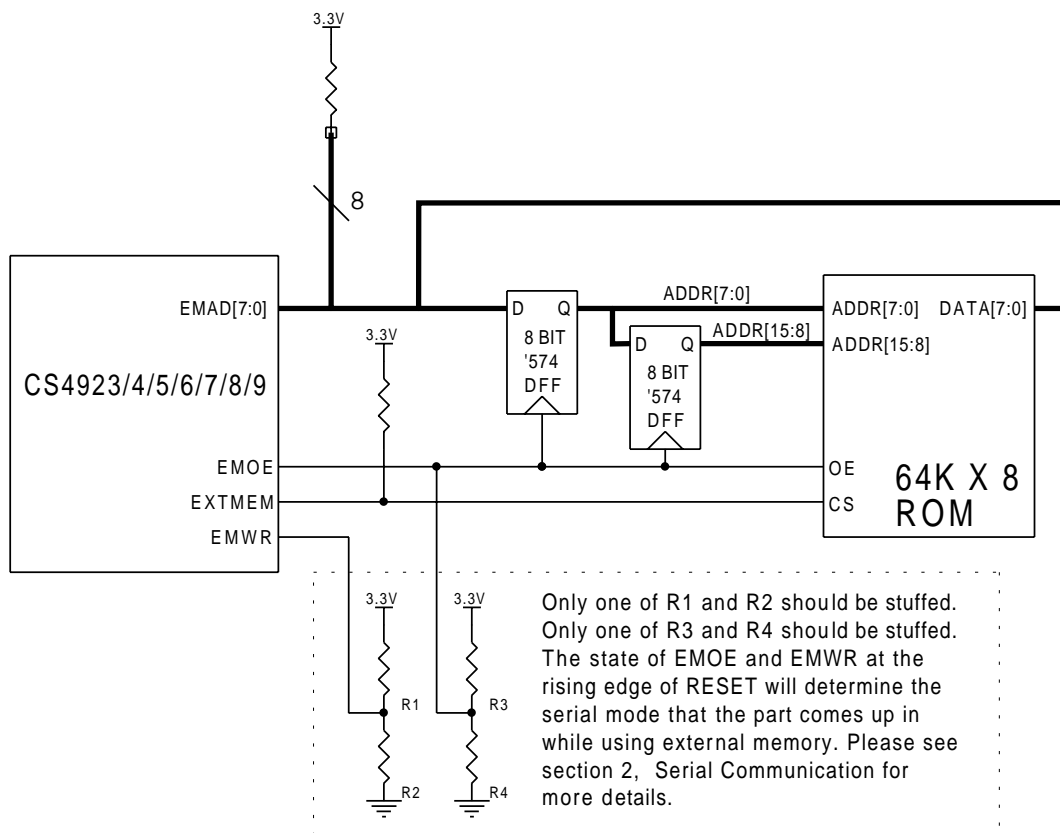 3.3V
8
EMAD[7:0]
CS4923/4/5/6/7/8/9
EMOE
EXTMEM
EMWR
3.3V
D Q
8 BIT
'574
DFF
ADDR[7:0]
D Q
8 BIT
'574
DFF
ADDR[15:8]
ADDR[7:0] DATA[7:0]
ADDR[15:8]
OE
CS
64K X 8
ROM
3.3V
R1
R2
3.3V
R3
R4
Only one of R1 and R2 should be stuffed.
Only one of R3 and R4 should be stuffed.
The state of EMOE and EMWR at the
rising edge of RESET will determine the
serial mode that the part comes up in
while using external memory. Please see
section 2, Serial Communication for
more details.